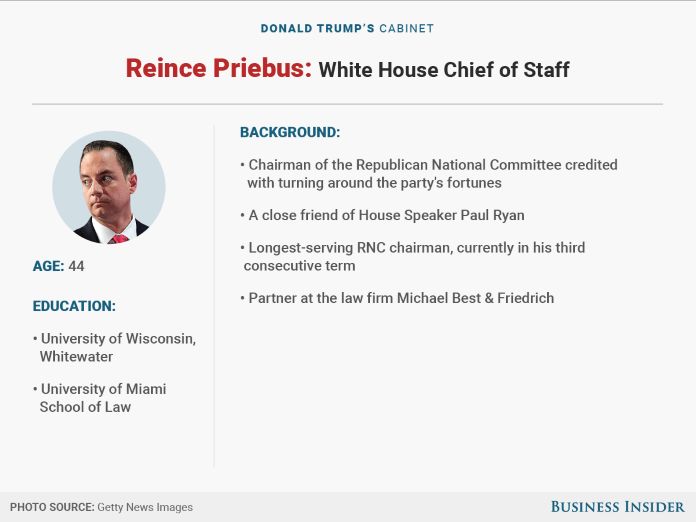 DONALD TRUMP'S CABINET
Reince Priebus: White House Chief of Staff
AGE: 44
EDUCATION:
• University of Wisconsin,
Whitewater
• University of Miami
School of Law
BACKGROUND:
• Chairman of the Republican National Committee credited
with turning around the party's fortunes
• A close friend of House Speaker Paul Ryan
• Longest-serving RNC chairman, currently in his third
consecutive term
• Partner at the law firm Michael Best & Friedrich
PHOTO SOURCE: Getty News Images
BUSINESS INSIDER